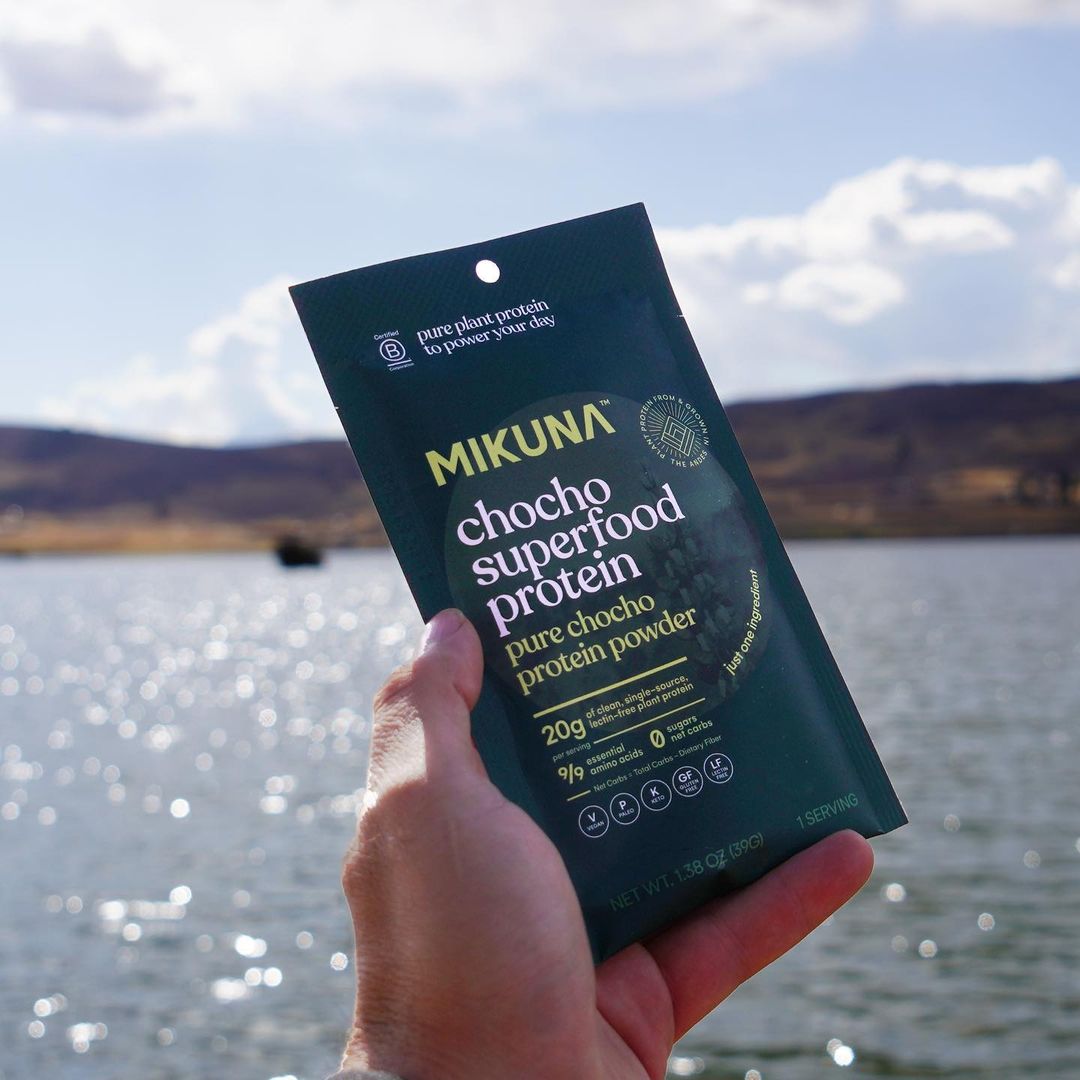 Certified
B
Corporation
pure plant protein
to power your day
MIKUNA™
PLANT PROTEIN FROM & GROWN IN THE ANDES
chocho
superfood
protein
pure chocho
protein powder
just one ingredient
20g of clean, single-source,
lectin-free plant protein
per serving
9/9 essential
amino acids
0 sugars
net carbs
Net Carbs = Total Carbs - Dietary Fiber
V
VEGAN
P
PALEO
K
KETO
GF
GLUTEN
FREE
LF
LECTIN
FREE
NET WT. 1.38 OZ (39G)
1 SERVING